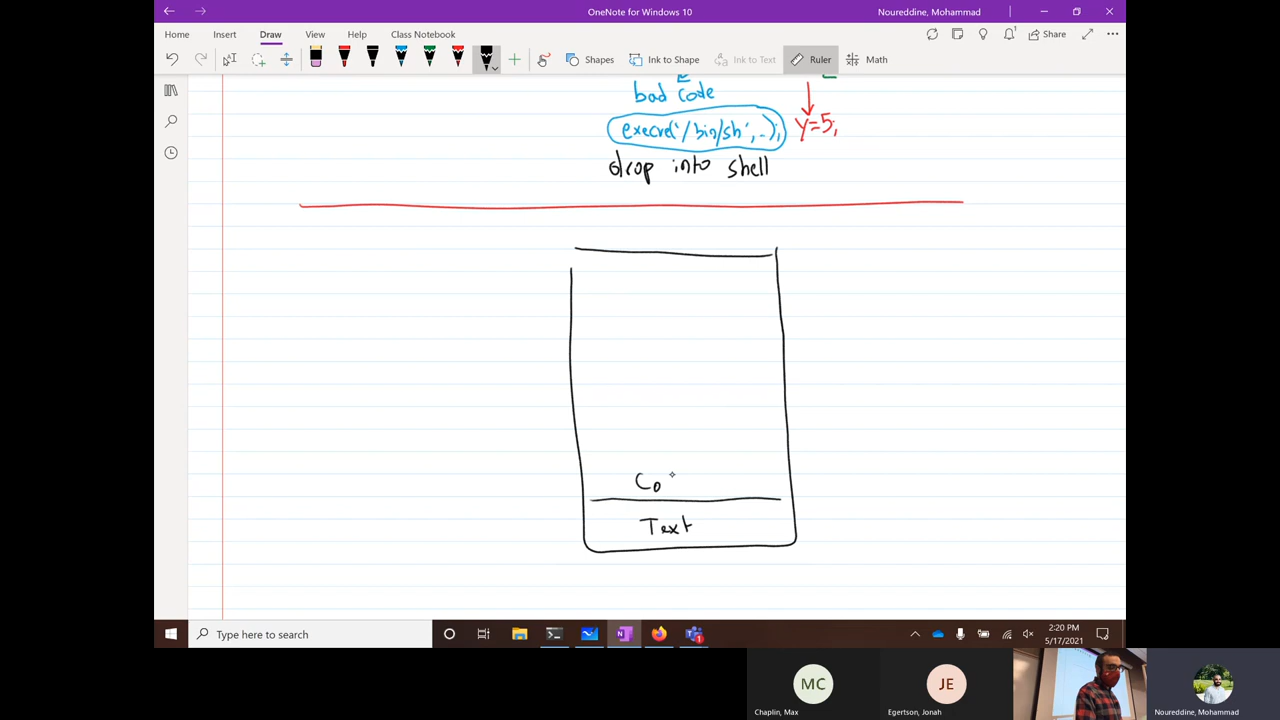 OneNote for Windows 10
Noureddine, Mohammad
Home Insert Draw View Help Class Notebook
Share
Shapes Ink to Shape Ink to Text Ruler Math
bad code
execve('/bin/sh',..);
y=5;
drop into shell
Co
Text
Type here to search
2:20 PM
5/17/2021
1
MC
Chaplin, Max
JE
Egertson, Jonah
Noureddine, Mohammad